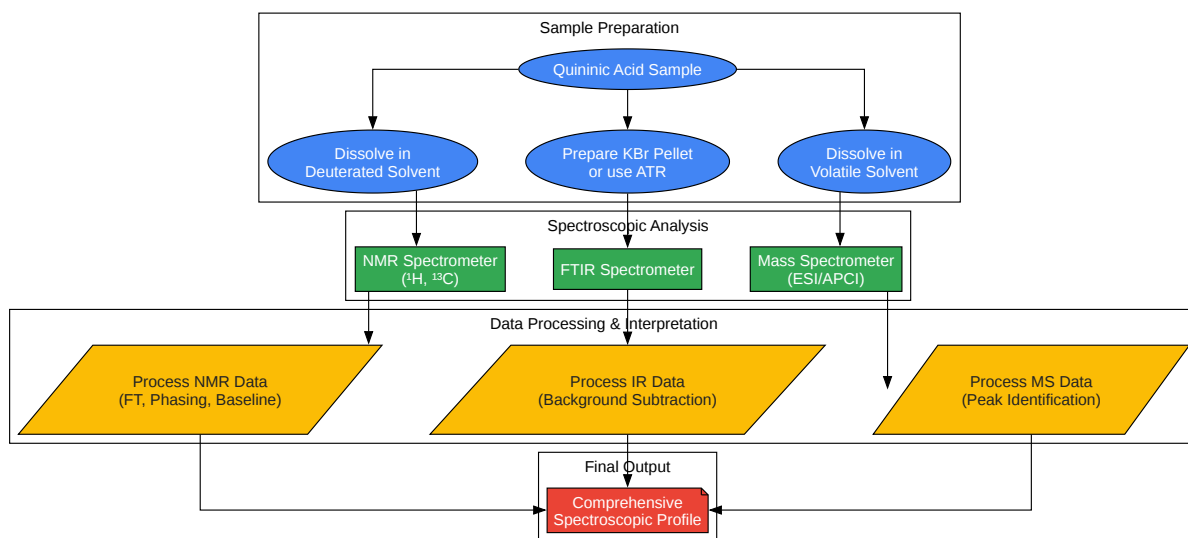 Sample Preparation
Quininic Acid Sample
Dissolve in
Deuterated Solvent
Prepare KBr Pellet
or use ATR
Dissolve in
Volatile Solvent
Spectroscopic Analysis
NMR Spectrometer
(¹H, ¹³C)
FTIR Spectrometer
Mass Spectrometer
(ESI/APCI)
Data Processing & Interpretation
Process NMR Data
(FT, Phasing, Baseline)
Process IR Data
(Background Subtraction)
Process MS Data
(Peak Identification)
Final Output
Comprehensive
Spectroscopic Profile